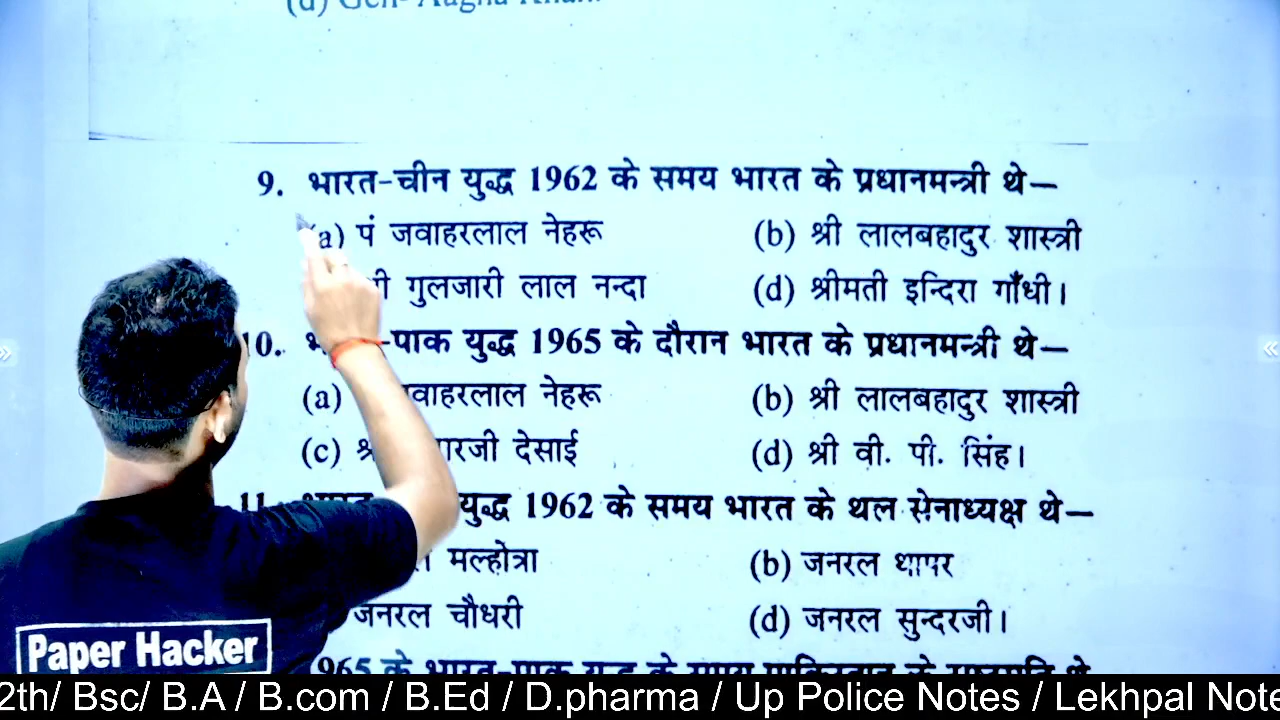 9. भारत-चीन युद्ध 1962 के समय भारत के प्रधानमन्त्री थे—
(a) पं जवाहरलाल नेहरू (b) श्री लालबहादुर शास्त्री
गुलजारी लाल नन्दा (d) श्रीमती इन्दिरा गाँधी।
10. -पाक युद्ध 1965 के दौरान भारत के प्रधानमन्त्री थे—
(a) नेहरू (b) श्री लालबहादुर शास्त्री
(c) देसाई (d) श्री वी. पी. सिंह।
11. युद्ध 1962 के समय भारत के थल सेनाध्यक्ष थे—
मल्होत्रा (b) जनरल थापर
जनरल चौधरी (d) जनरल सुन्दरजी।
Paper Hacker
2th/ Bsc/ B.A / B.com / B.Ed / D.pharma / Up Police Notes / Lekhpal Note